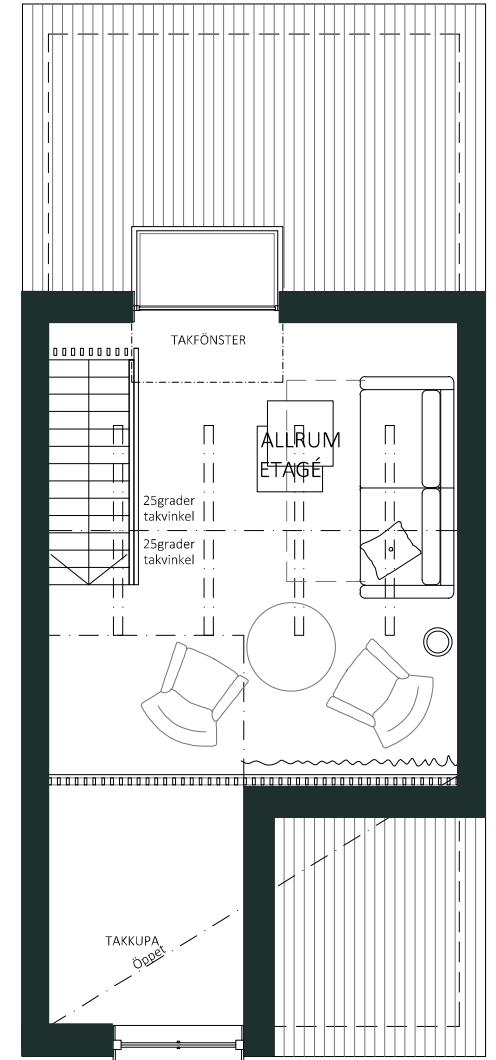 TAKFÖNSTER
ALLRUM
ETAGÉ
25grader
takvinkel
25grader
takvinkel
TAKKUPA
Öppet